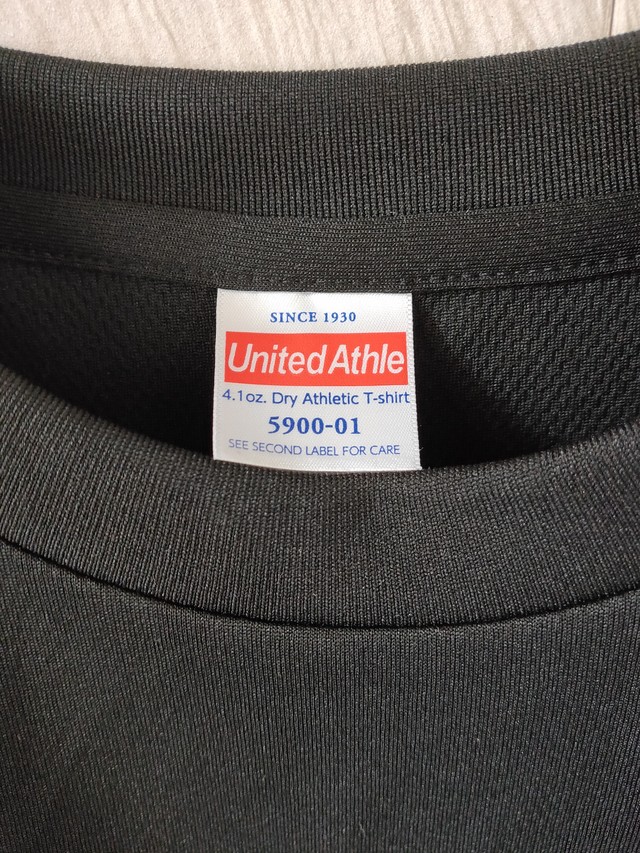 SINCE 1930
United Athle
4.1oz. Dry Athletic T-shirt
5900-01
SEE SECOND LABEL FOR CARE